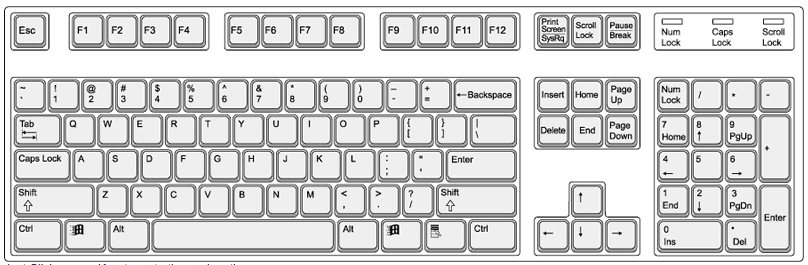 Esc F1 F2 F3 F4 F5 F6 F7 F8 F9 F10 F11 F12 Print Screen SysRq Scroll Lock Pause Break Num Lock Caps Lock Scroll Lock
~ ` ! 1 @ 2 # 3 $ 4 % 5 ^ 6 & 7 * 8 ( 9 ) 0 _ - + = ←Backspace Insert Home Page Up Num Lock / * -
Tab Q W E R T Y U I O P { [ } ] | \ Delete End Page Down 7 Home 8 ↑ 9 PgUp +
Caps Lock A S D F G H J K L : ; " ' Enter 4 ← 5 6 →
Shift ⇧ Z X C V B N M < , > . ? / Shift ⇧ ↑ 1 End 2 ↓ 3 PgDn Enter
Ctrl Alt Alt Ctrl ← ↓ → 0 Ins . Del